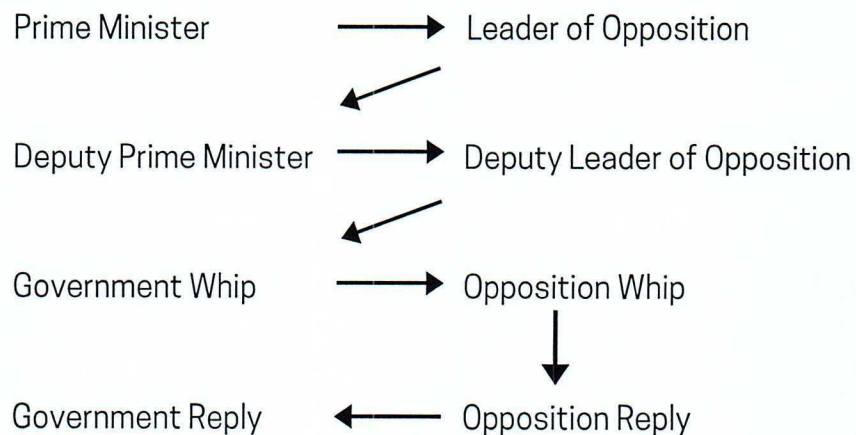 Prime Minister Leader of Opposition
Deputy Prime Minister Deputy Leader of Opposition
Government Whip Opposition Whip
Government Reply Opposition Reply